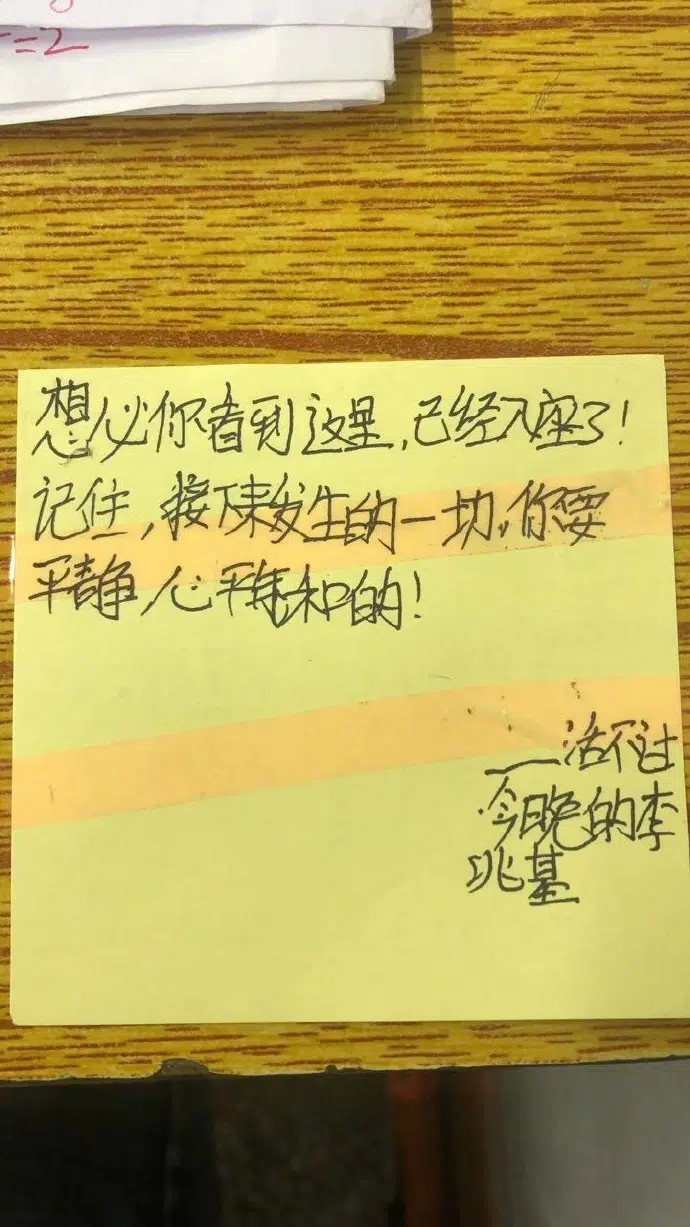 =2
想必你看到这里,已经入座了!
记住,接下来发生的一切,你要
平静,心平气和的!
——活不过
今日晚的李
兆基